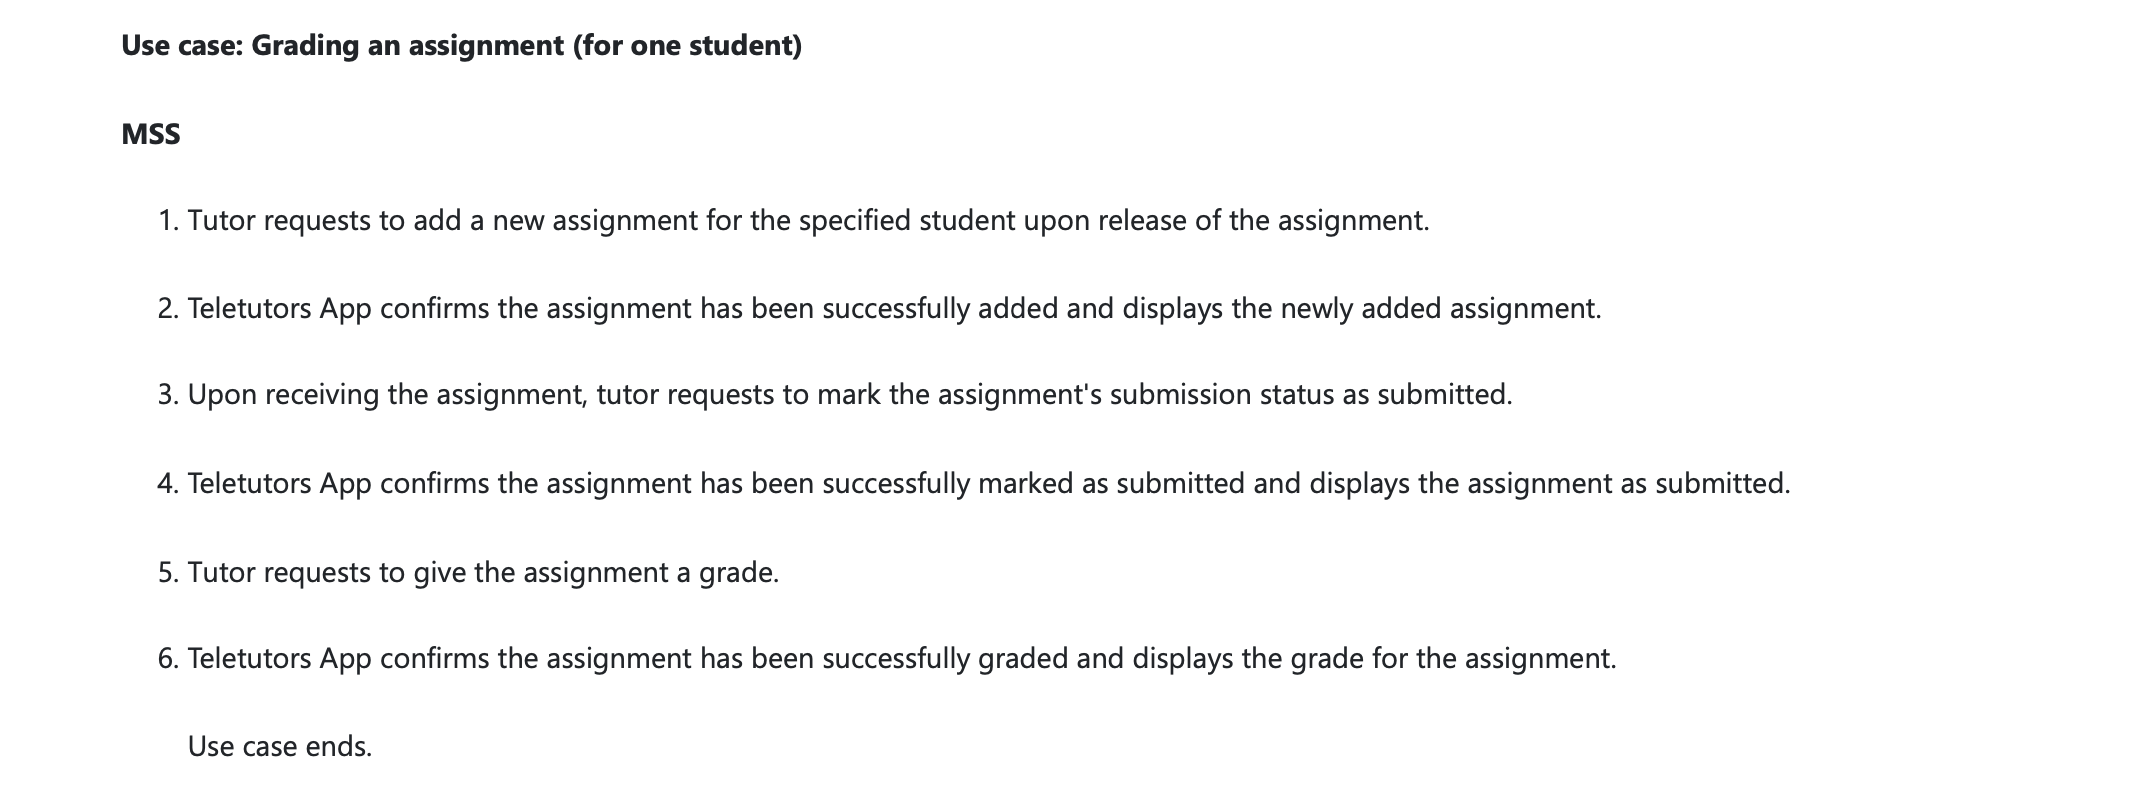 Use case: Grading an assignment (for one student)
MSS
1. Tutor requests to add a new assignment for the specified student upon release of the assignment.
2. Teletutors App confirms the assignment has been successfully added and displays the newly added assignment.
3. Upon receiving the assignment, tutor requests to mark the assignment's submission status as submitted.
4. Teletutors App confirms the assignment has been successfully marked as submitted and displays the assignment as submitted.
5. Tutor requests to give the assignment a grade.
6. Teletutors App confirms the assignment has been successfully graded and displays the grade for the assignment.
Use case ends.